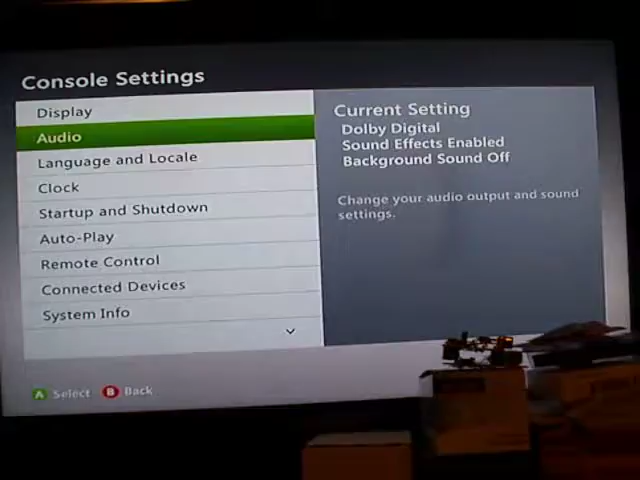 Console Settings
Display
Audio
Language and Locale
Clock
Startup and Shutdown
Auto-Play
Remote Control
Connected Devices
System Info
Current Setting
Dolby Digital
Sound Effects Enabled
Background Sound Off
Change your audio output and sound
settings.
A Select B Back